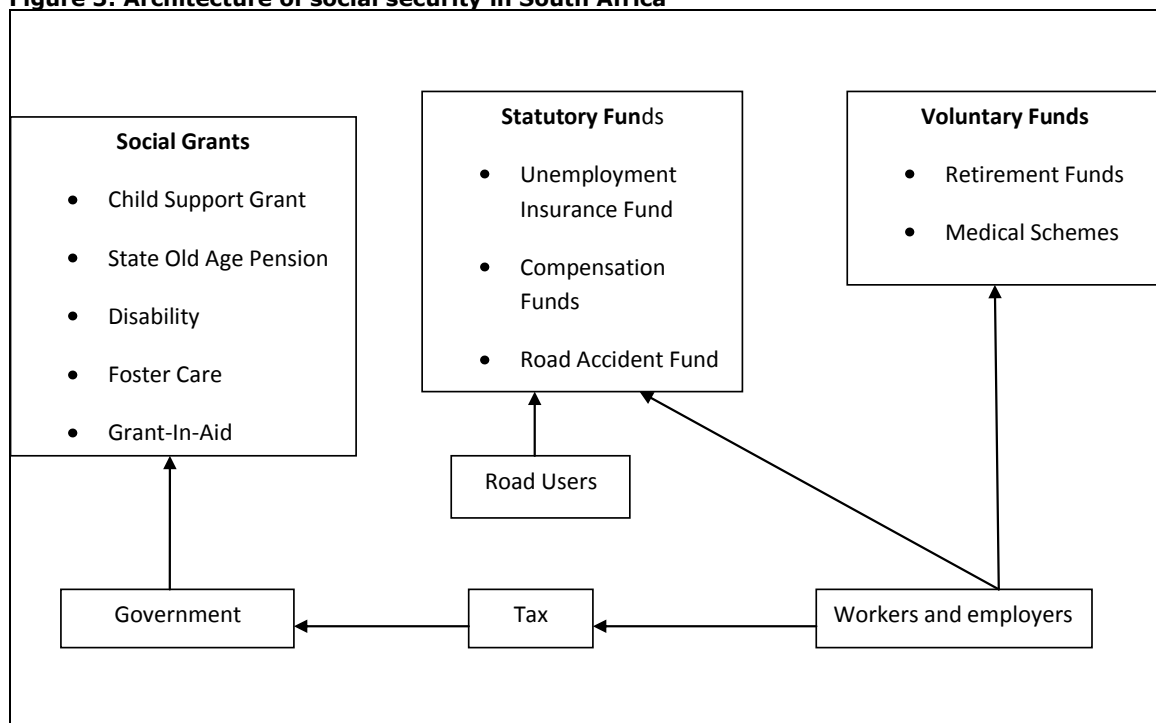 Figure 3: Architecture of social security in South Africa
Social Grants
• Child Support Grant
• State Old Age Pension
• Disability
• Foster Care
• Grant-In-Aid
Statutory Funds
• Unemployment
Insurance Fund
• Compensation
Funds
• Road Accident Fund
Voluntary Funds
• Retirement Funds
• Medical Schemes
Road Users
Government
Tax
Workers and employers